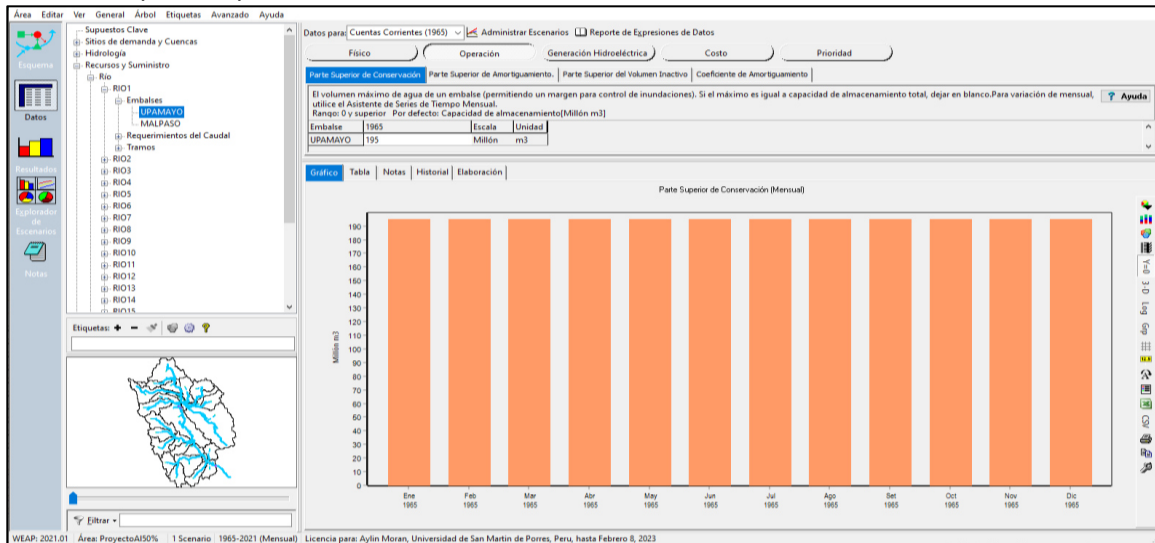 Área Editar Ver General Árbol Etiquetas Avanzado Ayuda
Esquema
Datos
Resultados
Explorador de Escenarios
Notas
Supuestos Clave
Sitios de demanda y Cuencas
Hidrología
Recursos y Suministro
Río
RIO1
Embalses
UPAMAYO
MALPASO
Requerimientos del Caudal
Tramos
RIO2
RIO3
RIO4
RIO5
RIO6
RIO7
RIO8
RIO9
RIO10
RIO11
RIO12
RIO13
RIO14
RIO15
Etiquetas:
Filtrar
Datos para: Cuentas Corrientes (1965) Administrar Escenarios Reporte de Expresiones de Datos
Físico Operación Generación Hidroeléctrica Costo Prioridad
Parte Superior de Conservación Parte Superior de Amortiguamiento. Parte Superior del Volumen Inactivo Coeficiente de Amortiguamiento
El volumen máximo de agua de un embalse (permitiendo un margen para control de inundaciones). Si el máximo es igual a capacidad de almacenamiento total, dejar en blanco.Para variación de mensual,
utilice el Asistente de Series de Tiempo Mensual.
Rango: 0 y superior Por defecto: Capacidad de almacenamiento[Millón m3]
Ayuda
Embalse 1965 Escala Unidad
UPAMAYO 195 Millón m3
Gráfico Tabla Notas Historial Elaboración
Parte Superior de Conservación (Mensual)
Millón m3
190
180
170
160
150
140
130
120
110
100
90
80
70
60
50
40
30
20
10
0
Ene Feb Mar Abr May Jun Jul Ago Set Oct Nov Dic
1965 1965 1965 1965 1965 1965 1965 1965 1965 1965 1965 1965
Y=0
3-D
Log
Grp
CSV
WEAP: 2021.01 Área: ProyectoAI50% 1 Scenario 1965-2021 (Mensual) Licencia para: Aylin Moran, Universidad de San Martin de Porres, Peru, hasta Febrero 8, 2023